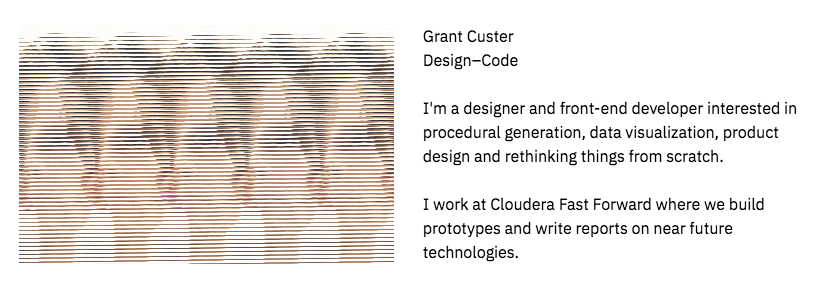 Grant Custer
Design–Code
I'm a designer and front-end developer interested in
procedural generation, data visualization, product
design and rethinking things from scratch.
I work at Cloudera Fast Forward where we build
prototypes and write reports on near future
technologies.